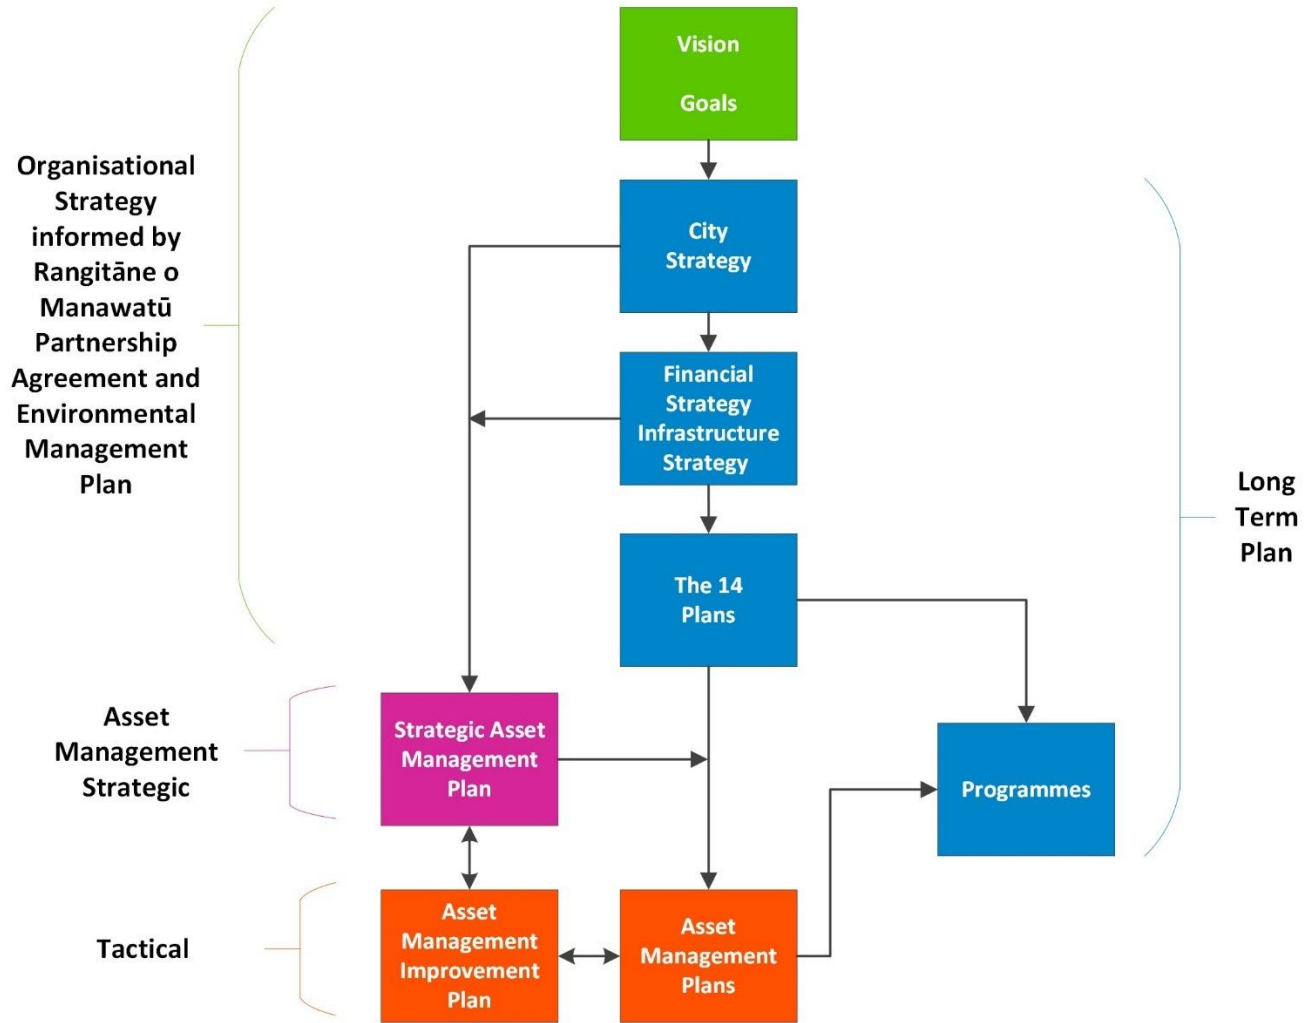 Vision
Goals
Organisational
Strategy
informed by
Rangitāne o
Manawatū
Partnership
Agreement and
Environmental
Management
Plan
City
Strategy
Financial
Strategy
Infrastructure
Strategy
Long
Term
Plan
The 14
Plans
Asset
Management
Strategic
Strategic Asset
Management
Plan
Programmes
Tactical
Asset
Management
Improvement
Plan
Asset
Management
Plans